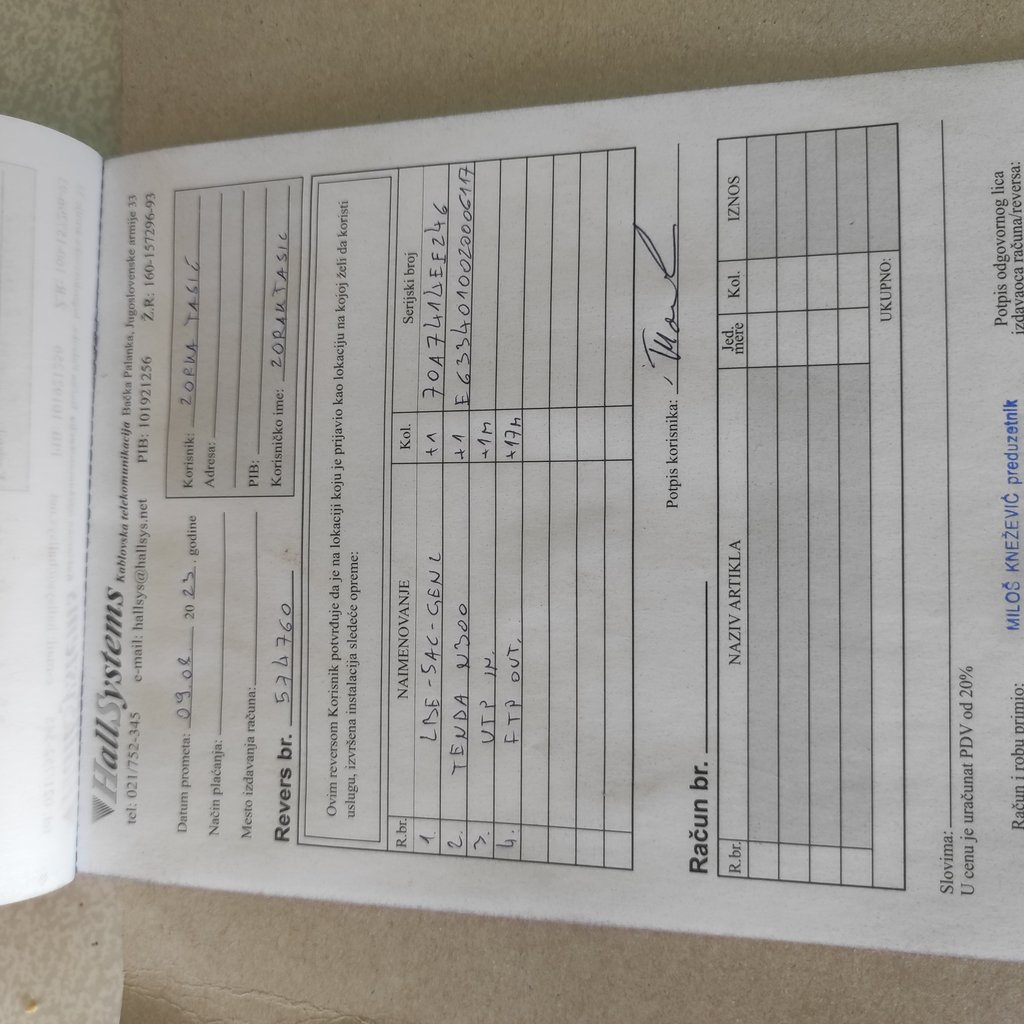 HallSystems Kablovska telekomunikacija Bačka Palanka, Jugoslovenske armije 33
tel: 021/752-345 e-mail: hallsys@hallsys.net PIB: 101921256 Ž.R: 160-157296-93
Datum prometa: 09.08. 2023. godine
Način plaćanja:
Mesto izdavanja računa:
Revers br. 534760
Korisnik: ZORNA TASIĆ
Adresa:
PIB:
Korisničko ime: ZORANTASIC
Ovim reversom Korisnik potvrđuje da je na lokaciji koju je prijavio kao lokaciju na kojoj želi da koristi
uslugu, izvršena instalacija sledeće opreme:
R.br. NAIMENOVANJE Kol. Serijski broj
1. LBE-5AC-GEN2 +1 70A7414EE246
2. TENDA N300 +1 E6334010020006117
3. UTP IN. +1m
4. FTP OUT. +17m
Potpis korisnika:
Račun br.
R.br. NAZIV ARTIKLA Jed. mere Kol. IZNOS
UKUPNO:
Slovima:
U cenu je uračunat PDV od 20%
Račun i robu primio:
MILOŠ KNEŽEVIĆ preduzetnik
Potpis odgovornog lica
izdavaoca računa/reversa: